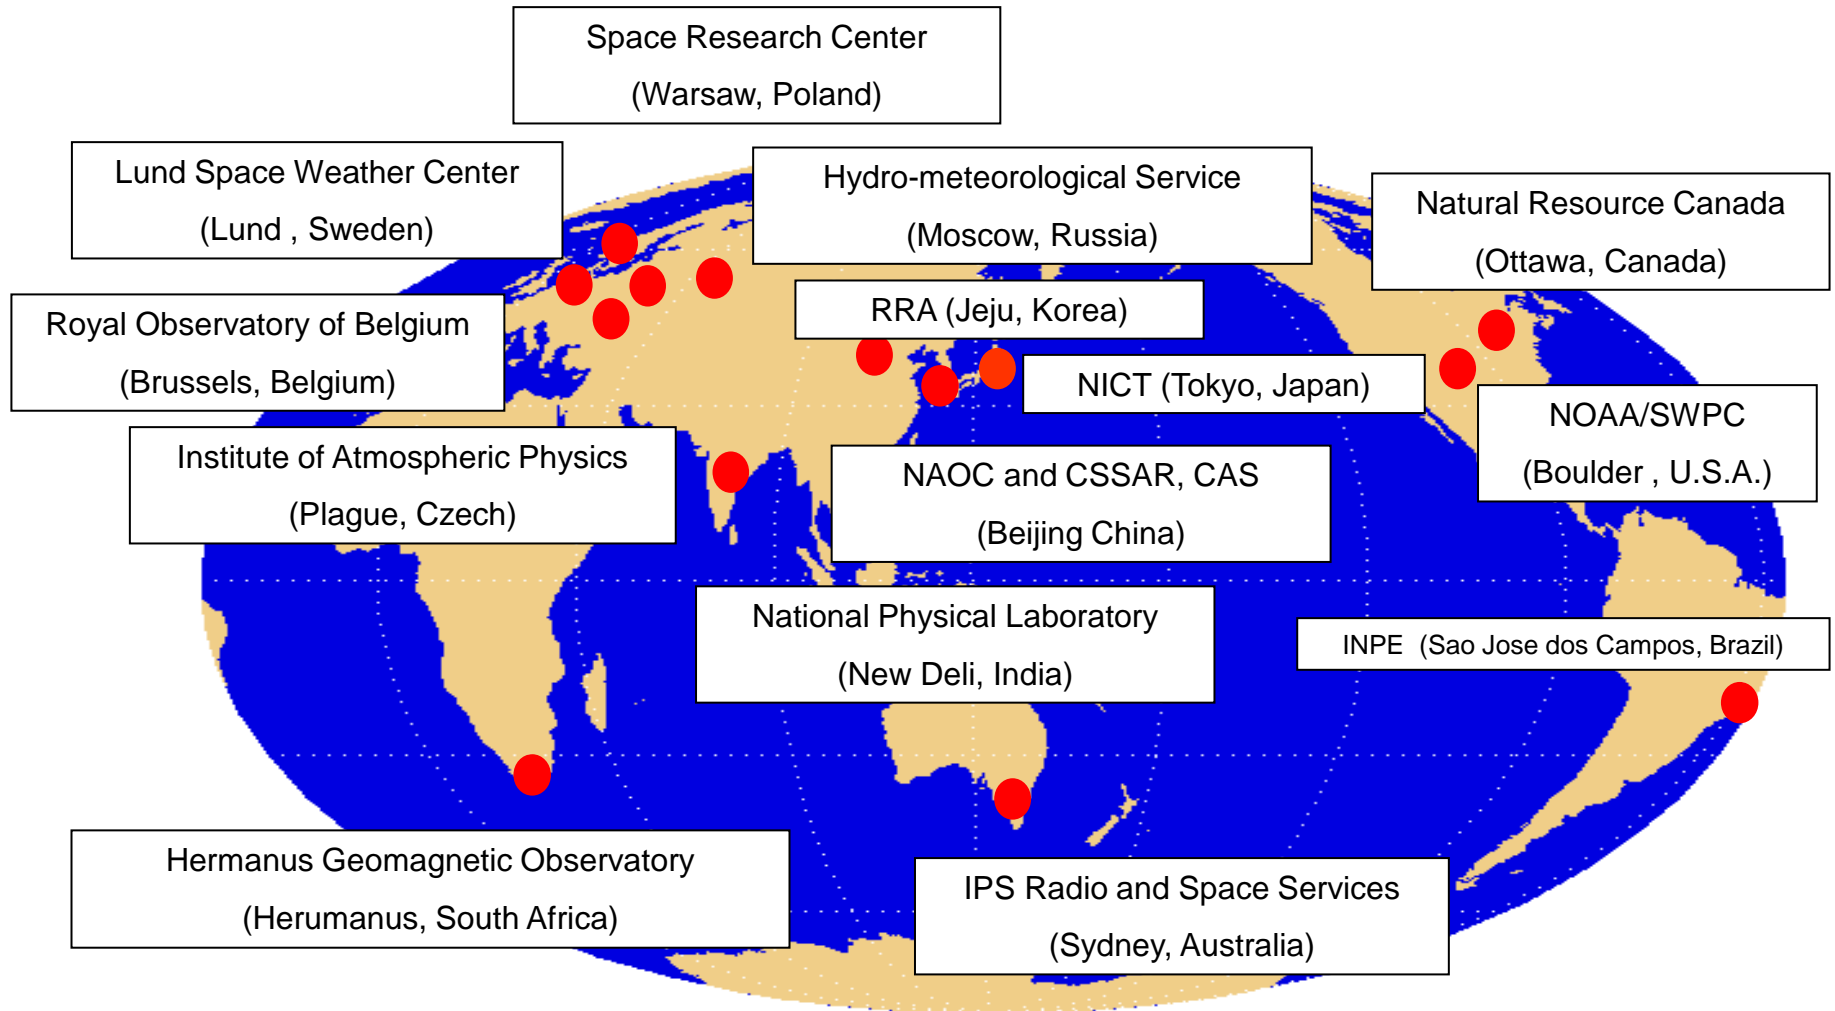 Space Research Center
(Warsaw, Poland)
Lund Space Weather Center
(Lund , Sweden)
Hydro-meteorological Service
(Moscow, Russia)
Natural Resource Canada
(Ottawa, Canada)
Royal Observatory of Belgium
(Brussels, Belgium)
RRA (Jeju, Korea)
NICT (Tokyo, Japan)
NOAA/SWPC
(Boulder , U.S.A.)
Institute of Atmospheric Physics
(Plague, Czech)
NAOC and CSSAR, CAS
(Beijing China)
National Physical Laboratory
(New Deli, India)
INPE (Sao Jose dos Campos, Brazil)
Hermanus Geomagnetic Observatory
(Herumanus, South Africa)
IPS Radio and Space Services
(Sydney, Australia)